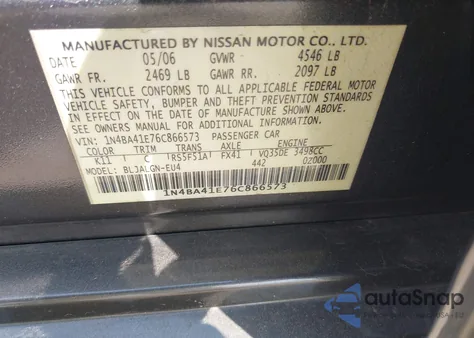 MANUFACTURED BY NISSAN MOTOR CO., LTD.
DATE 05/06 GVWR 4546 LB
GAWR FR. 2469 LB GAWR RR. 2097 LB
THIS VEHICLE CONFORMS TO ALL APPLICABLE FEDERAL MOTOR
VEHICLE SAFETY, BUMPER AND THEFT PREVENTION STANDARDS
IN EFFECT ON THE DATE OF MANUFACTURE SHOWN ABOVE.
SEE OWNERS MANUAL FOR ADDITIONAL INFORMATION
VIN: 1N4BA41E76C866573 PASSENGER CAR
COLOR TRIM TRANS AXLE ENGINE
K11 C RS5F51A FX41 VQ35DE 3498CC
MODEL: BLJALGN-EU4 442 02000
1N4BA41E76C866573
autoSnap